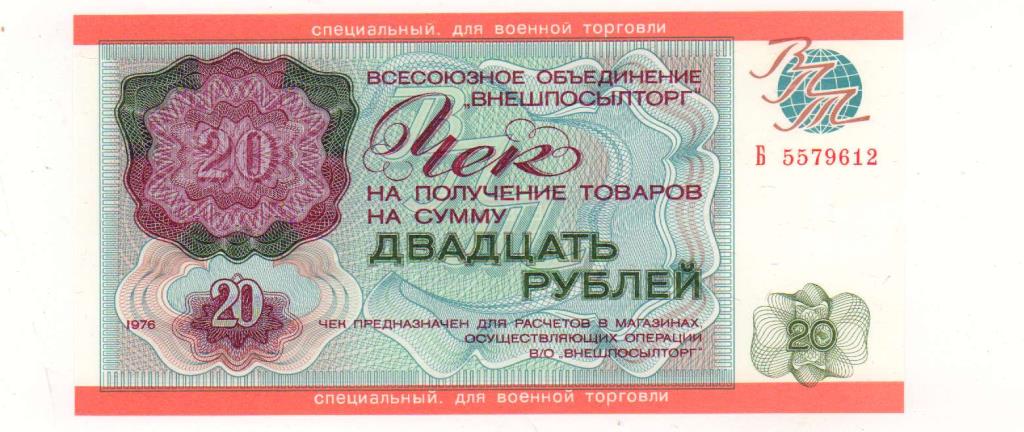 специальный. для военной торговли
ВСЕСОЮЗНОЕ ОБЪЕДИНЕНИЕ
„ВНЕШПОСЫЛТОРГ"
ВПТ
Чек
Б 5579612
20
НА ПОЛУЧЕНИЕ ТОВАРОВ
НА СУММУ
ДВАДЦАТЬ
РУБЛЕЙ
20
1976
ЧЕК ПРЕДНАЗНАЧЕН ДЛЯ РАСЧЕТОВ В МАГАЗИНАХ,
ОСУЩЕСТВЛЯЮЩИХ ОПЕРАЦИИ
В/О „ВНЕШПОСЫЛТОРГ"
20
специальный. для военной торговли